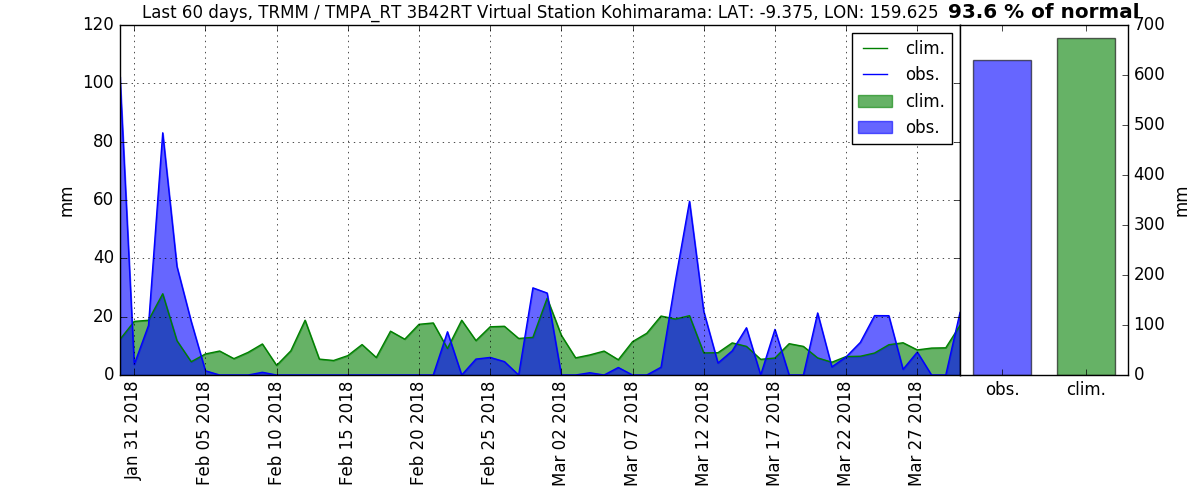 Last 60 days, TRMM / TMPA_RT 3B42RT Virtual Station Kohimarama: LAT: -9.375, LON: 159.625 93.6 % of normal
120
100
80
60
40
20
0
mm
clim.
obs.
clim.
obs.
Jan 31 2018
Feb 05 2018
Feb 10 2018
Feb 15 2018
Feb 20 2018
Feb 25 2018
Mar 02 2018
Mar 07 2018
Mar 12 2018
Mar 17 2018
Mar 22 2018
Mar 27 2018
700
600
500
400
300
200
100
0
mm
obs.
clim.